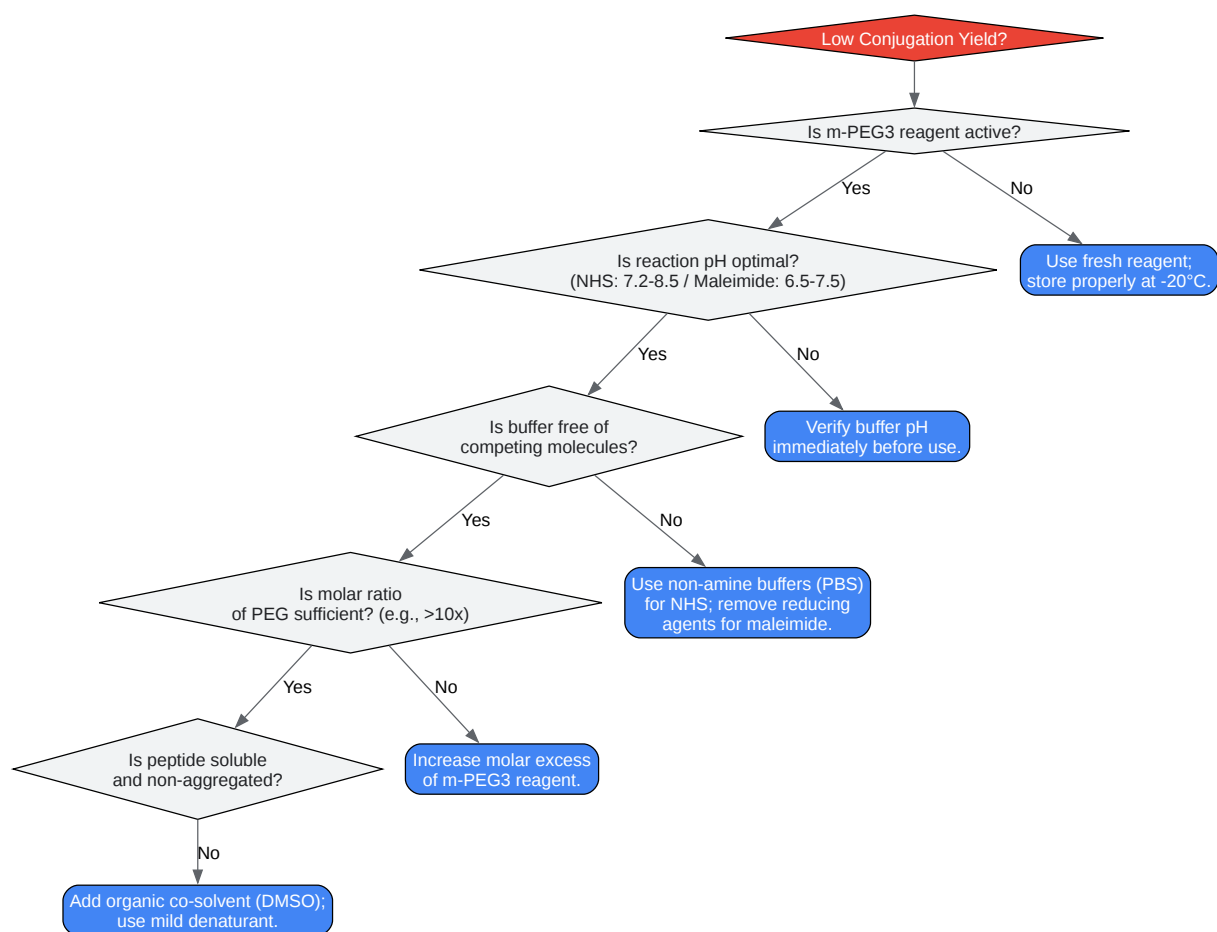 Low Conjugation Yield?
Is m-PEG3 reagent active?
Yes
No
Is reaction pH optimal?
(NHS: 7.2-8.5 / Maleimide: 6.5-7.5)
Use fresh reagent;
store properly at -20°C.
Yes
No
Is buffer free of
competing molecules?
Verify buffer pH
immediately before use.
Yes
No
Is molar ratio
of PEG sufficient? (e.g., >10x)
Use non-amine buffers (PBS)
for NHS; remove reducing
agents for maleimide.
Yes
No
Is peptide soluble
and non-aggregated?
Increase molar excess
of m-PEG3 reagent.
No
Add organic co-solvent (DMSO);
use mild denaturant.